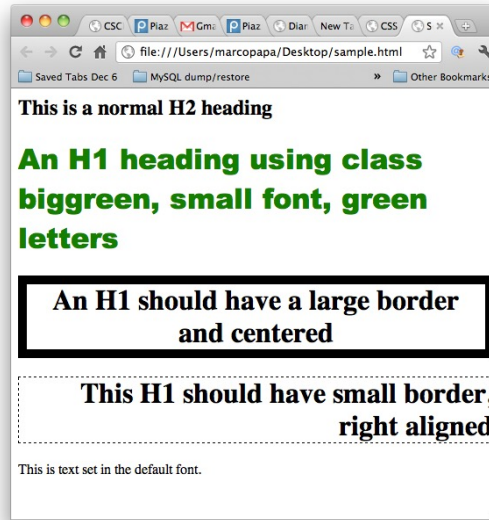 CSC Piaz Gma Piaz Dian New Ta CSS S
file:///Users/marcopapa/Desktop/sample.html
Saved Tabs Dec 6 MySQL dump/restore » Other Bookmarks
This is a normal H2 heading
An H1 heading using class
biggreen, small font, green
letters
An H1 should have a large border
and centered
This H1 should have small border,
right aligned
This is text set in the default font.